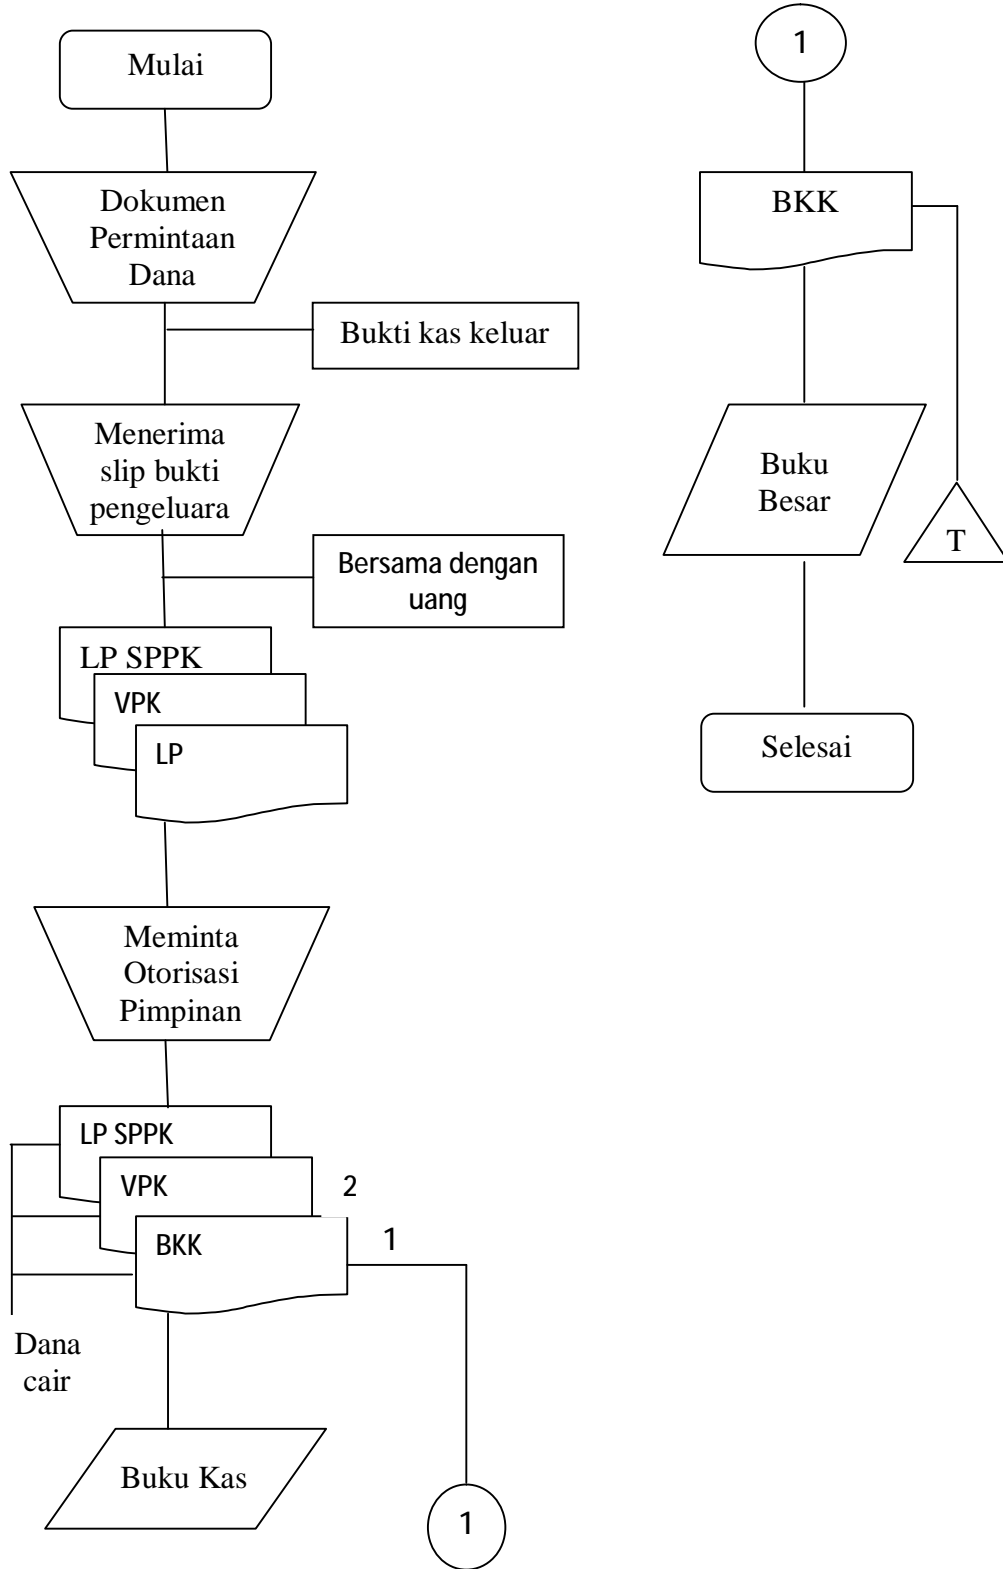 Mulai
Dokumen
Permintaan
Dana
Bukti kas keluar
Menerima
slip bukti
pengeluara
Bersama dengan
uang
LP SPPK
VPK
LP
Meminta
Otorisasi
Pimpinan
LP SPPK
VPK
2
BKK
1
Dana
cair
Buku Kas
1
1
BKK
Buku
Besar
T
Selesai